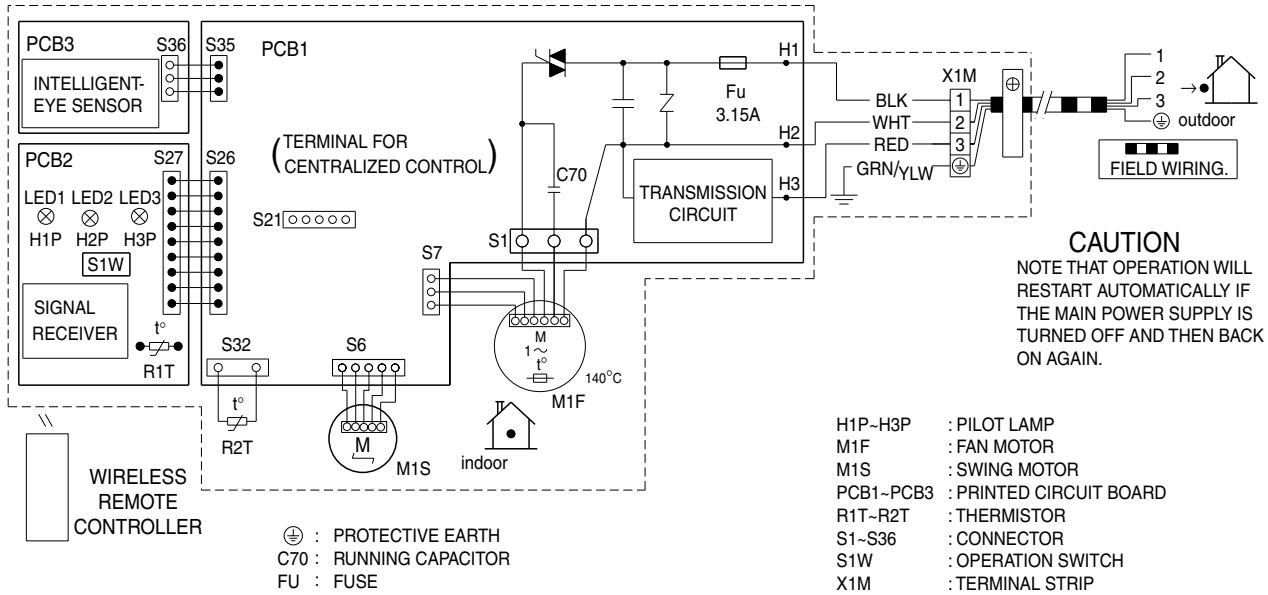 PCB3
S36
S35
PCB1
INTELLIGENT-
EYE SENSOR
H1
Fu
3.15A
X1M
BLK
1
WHT
2
RED
3
GRN/YLW
H2
H3
1
2
3
outdoor
FIELD WIRING.
(TERMINAL FOR
CENTRALIZED CONTROL)
C70
TRANSMISSION
CIRCUIT
PCB2
S27
S26
LED1 LED2 LED3
H1P H2P H3P
S1W
SIGNAL
RECEIVER
t°
R1T
S21
S1
S7
S32
t°
R2T
S6
M
M1S
M
1~
t°
140°C
M1F
indoor
CAUTION
NOTE THAT OPERATION WILL
RESTART AUTOMATICALLY IF
THE MAIN POWER SUPPLY IS
TURNED OFF AND THEN BACK
ON AGAIN.
WIRELESS
REMOTE
CONTROLLER
: PROTECTIVE EARTH
C70 : RUNNING CAPACITOR
FU : FUSE
H1P~H3P : PILOT LAMP
M1F : FAN MOTOR
M1S : SWING MOTOR
PCB1~PCB3 : PRINTED CIRCUIT BOARD
R1T~R2T : THERMISTOR
S1~S36 : CONNECTOR
S1W : OPERATION SWITCH
X1M : TERMINAL STRIP